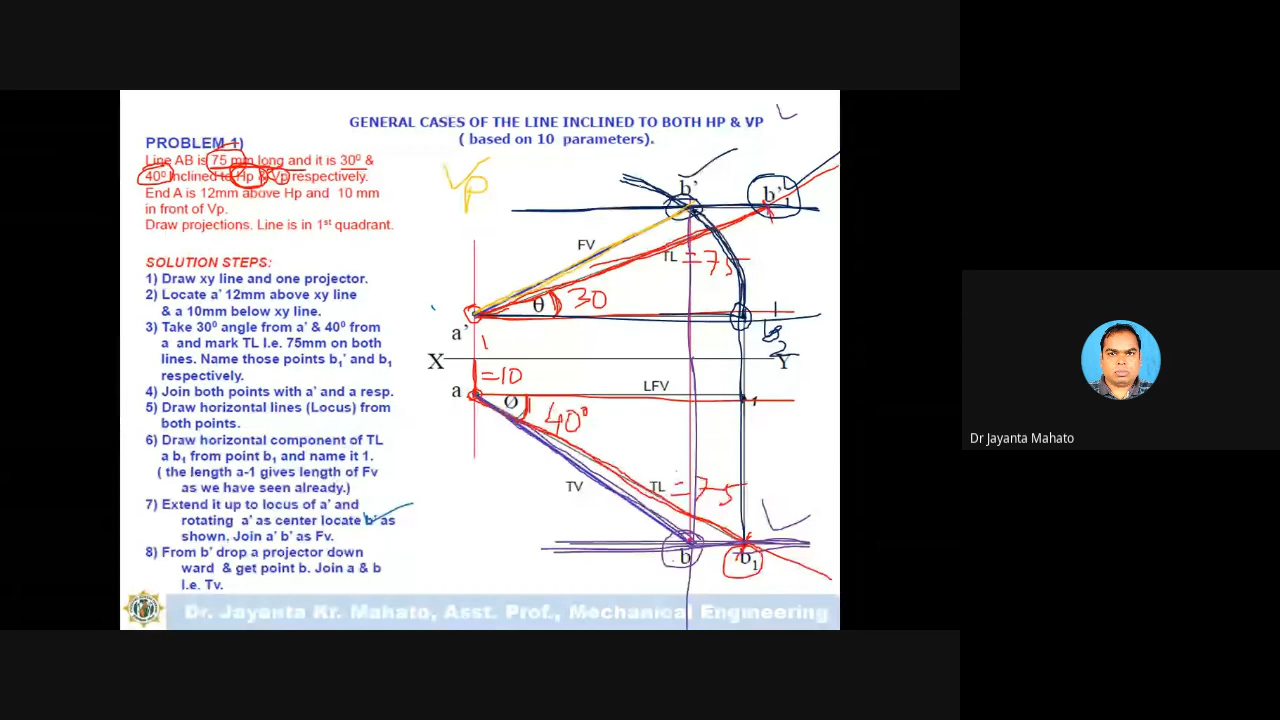 GENERAL CASES OF THE LINE INCLINED TO BOTH HP & VP
( based on 10 parameters).
PROBLEM 1)
Line AB is 75 mm long and it is 30⁰ &
40⁰ Inclined to Hp & Vp respectively.
End A is 12mm above Hp and 10 mm
in front of Vp.
Draw projections. Line is in 1st quadrant.
SOLUTION STEPS:
1) Draw xy line and one projector.
2) Locate a' 12mm above xy line
& a 10mm below xy line.
3) Take 30⁰ angle from a' & 40⁰ from
a and mark TL I.e. 75mm on both
lines. Name those points b₁' and b₁
respectively.
4) Join both points with a' and a resp.
5) Draw horizontal lines (Locus) from
both points.
6) Draw horizontal component of TL
a b₁ from point b₁ and name it 1.
( the length a-1 gives length of Fv
as we have seen already.)
7) Extend it up to locus of a' and
rotating a' as center locate b' as
shown. Join a' b' as Fv.
8) From b' drop a projector down
ward & get point b. Join a & b
I.e. Tv.
Vp
b'
b'₁
FV
TL = 75
θ 30
a'
b₂
X
Y
=10
LFV
a
1
Ø 40⁰
TV
TL = 75
b
b₁
Dr. Jayanta Kr. Mahato, Asst. Prof., Mechanical Engineering
Dr Jayanta Mahato